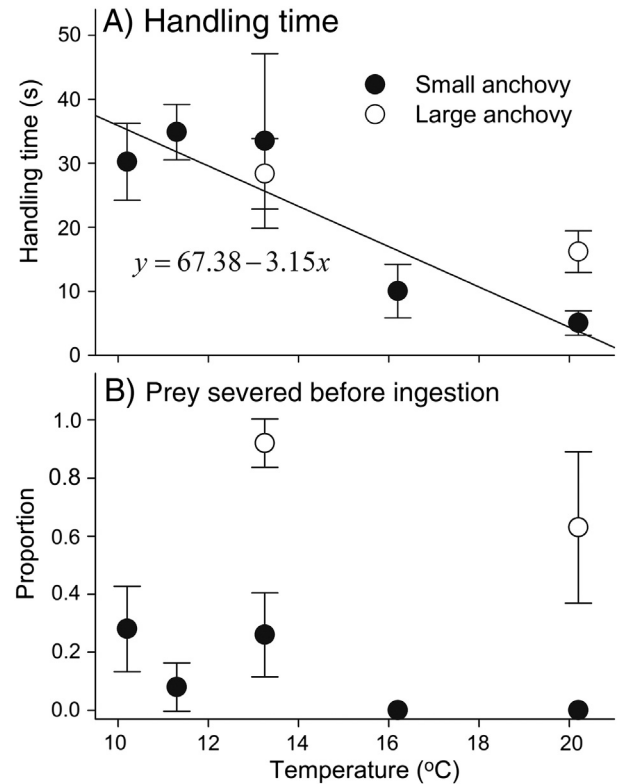 A) Handling time
50
40
30
20
10
0
Handling time (s)
Small anchovy
Large anchovy
y = 67.38 – 3.15x
B) Prey severed before ingestion
1.0
0.8
0.6
0.4
0.2
0.0
Proportion
10 12 14 16 18 20
Temperature (oC)